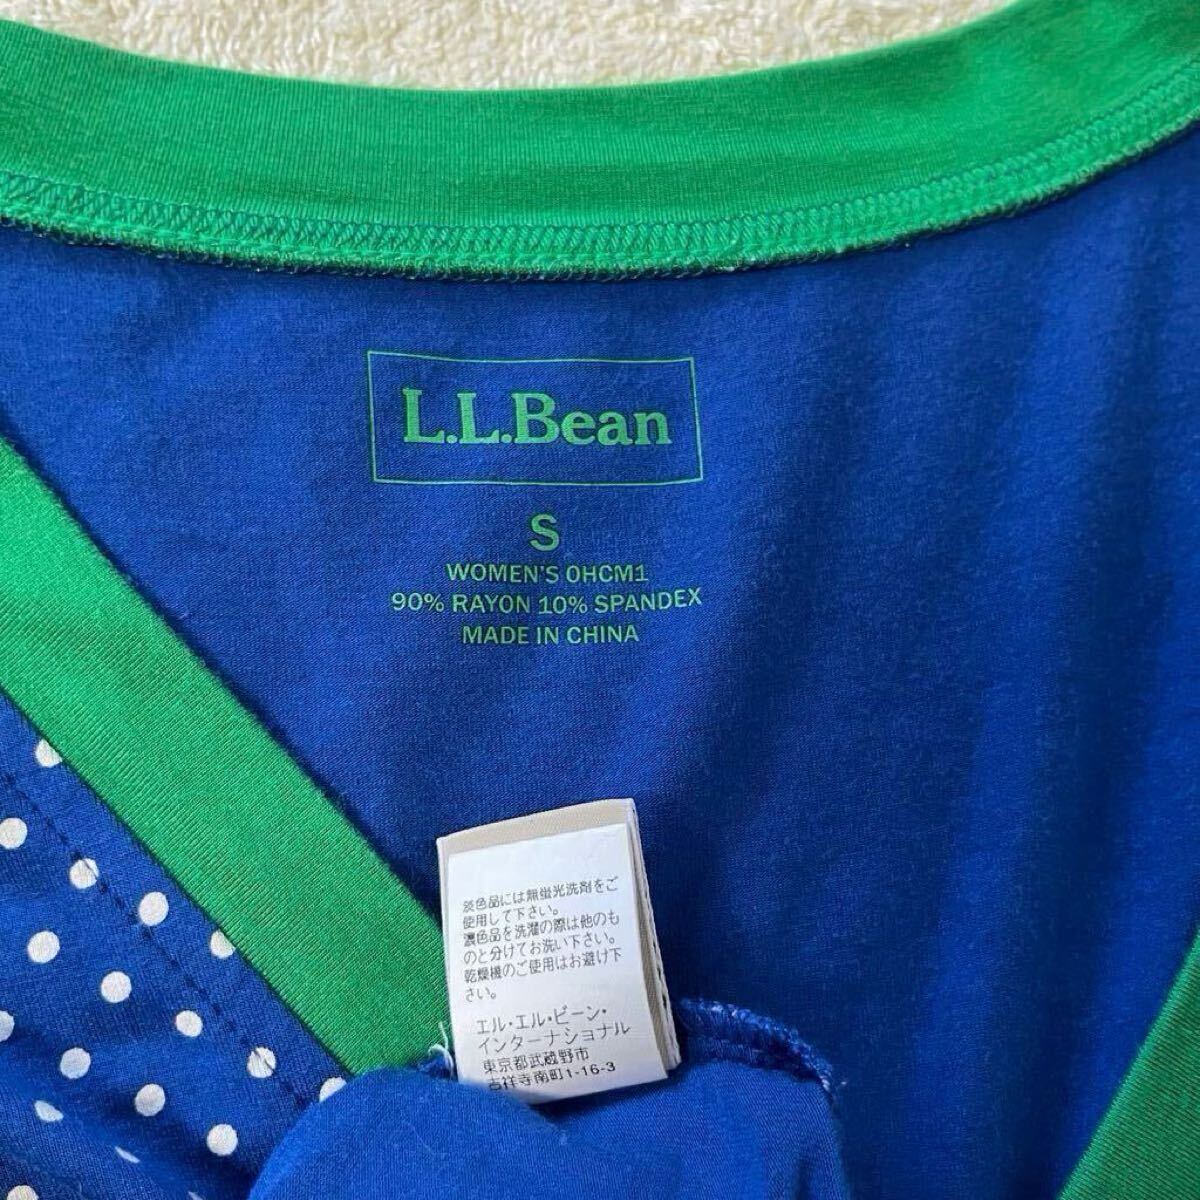 L.L.Bean
S
WOMEN'S 0HCM1
90% RAYON 10% SPANDEX
MADE IN CHINA
淡色品には無蛍光洗剤をご
使用して下さい。
濃色品を洗濯の際は他のも
のと分けてお洗い下さい。
乾燥機のご使用はお避け下
さい。
エル・エル・ビーン・
インターナショナル
東京都武蔵野市
吉祥寺南町1-16-3